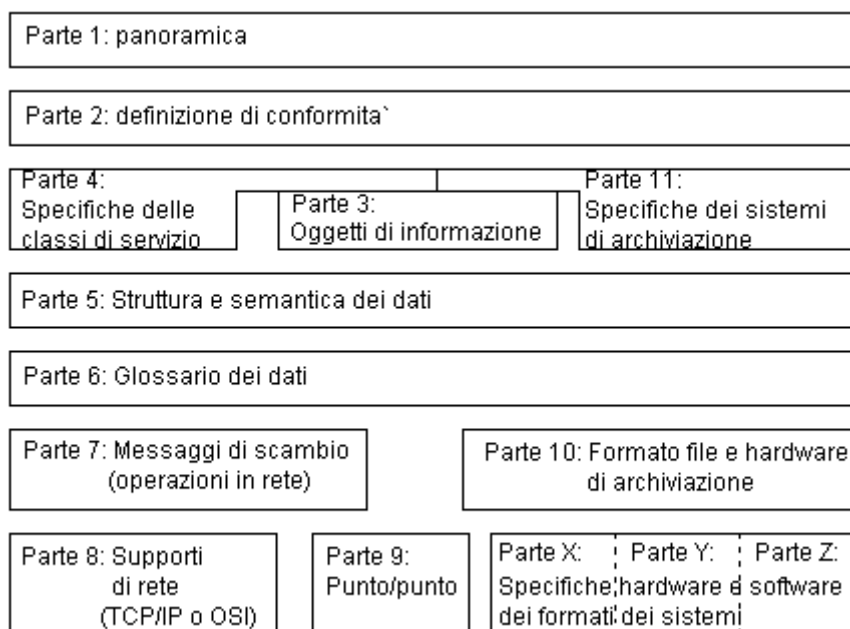 Parte 1: panoramica
Parte 2: definizione di conformita`
Parte 4:
Specifiche delle
classi di servizio
Parte 3:
Oggetti di informazione
Parte 11:
Specifiche dei sistemi
di archiviazione
Parte 5: Struttura e semantica dei dati
Parte 6: Glossario dei dati
Parte 7: Messaggi di scambio
(operazioni in rete)
Parte 10: Formato file e hardware
di archiviazione
Parte 8: Supporti
di rete
(TCP/IP o OSI)
Parte 9:
Punto/punto
Parte X: Parte Y: Parte Z:
Specifiche hardware e software
dei formati dei sistemi